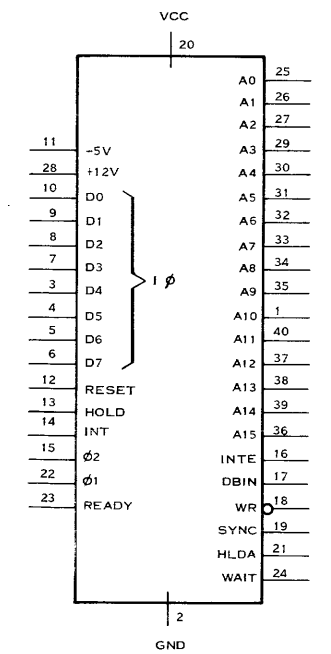 VCC
20
11 -5V
28 +12V
10 D0
9 D1
8 D2
7 D3
3 D4
4 D5
5 D6
6 D7
I Ø
12 RESET
13 HOLD
14 INT
15 Ø2
22 Ø1
23 READY
A0 25
A1 26
A2 27
A3 29
A4 30
A5 31
A6 32
A7 33
A8 34
A9 35
A10 1
A11 40
A12 37
A13 38
A14 39
A15 36
INTE 16
DBIN 17
WR 18
SYNC 19
HLDA 21
WAIT 24
2
GND